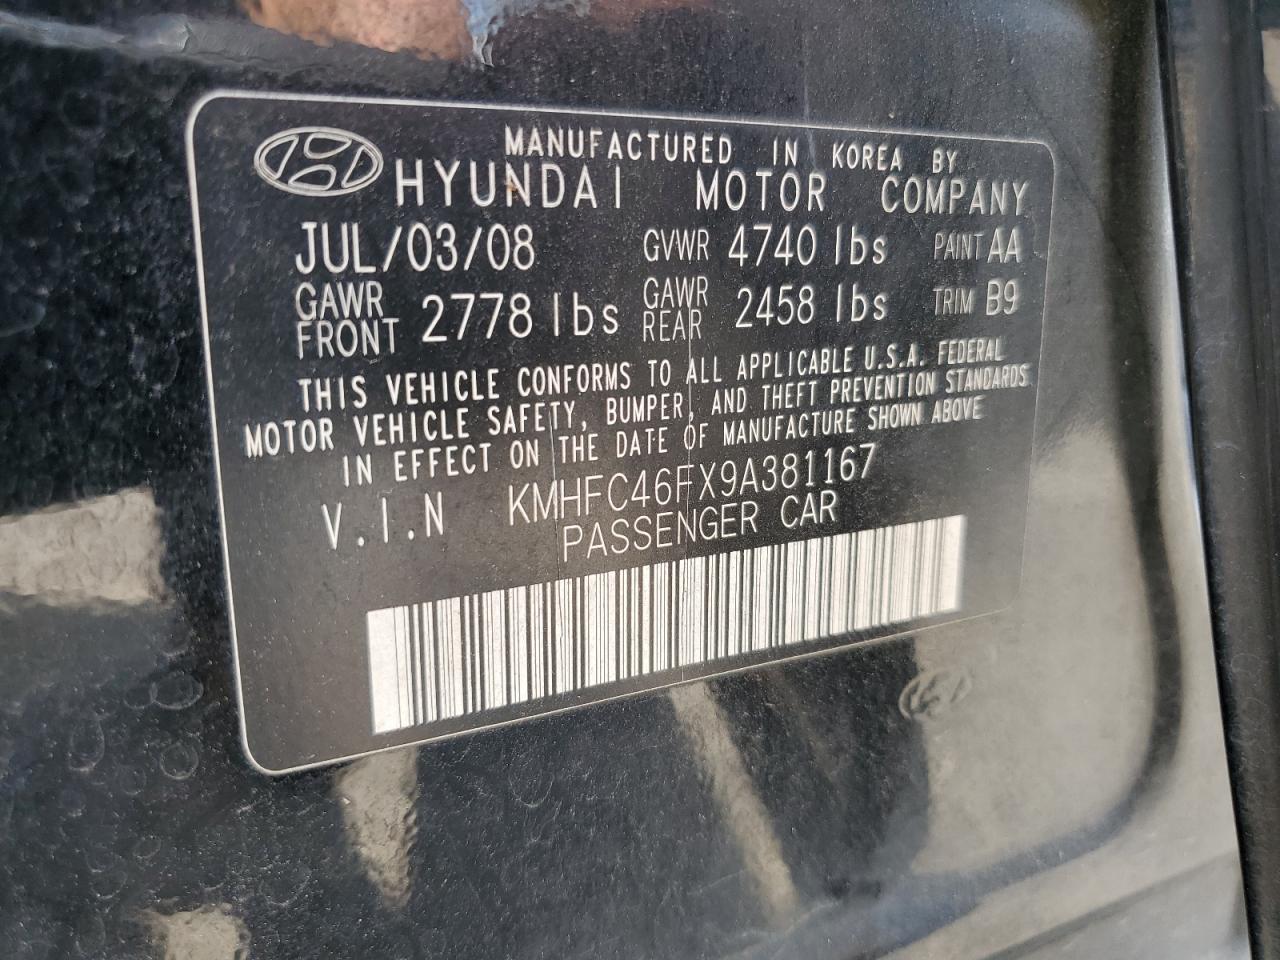 MANUFACTURED IN KOREA BY
HYUNDAI MOTOR COMPANY
JUL/03/08 GVWR 4740 lbs PAINT AA
GAWR FRONT 2778 lbs GAWR REAR 2458 lbs TRIM B9
THIS VEHICLE CONFORMS TO ALL APPLICABLE U.S.A. FEDERAL
MOTOR VEHICLE SAFETY, BUMPER, AND THEFT PREVENTION STANDARDS
IN EFFECT ON THE DATE OF MANUFACTURE SHOWN ABOVE
V.I.N KMHFC46FX9A381167
PASSENGER CAR